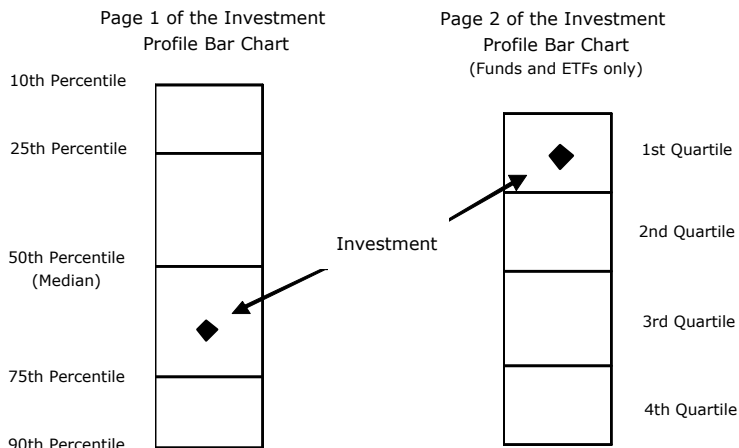 Page 1 of the Investment
Profile Bar Chart
10th Percentile
25th Percentile
50th Percentile
(Median)
75th Percentile
90th Percentile
Investment
Page 2 of the Investment
Profile Bar Chart
(Funds and ETFs only)
1st Quartile
2nd Quartile
3rd Quartile
4th Quartile